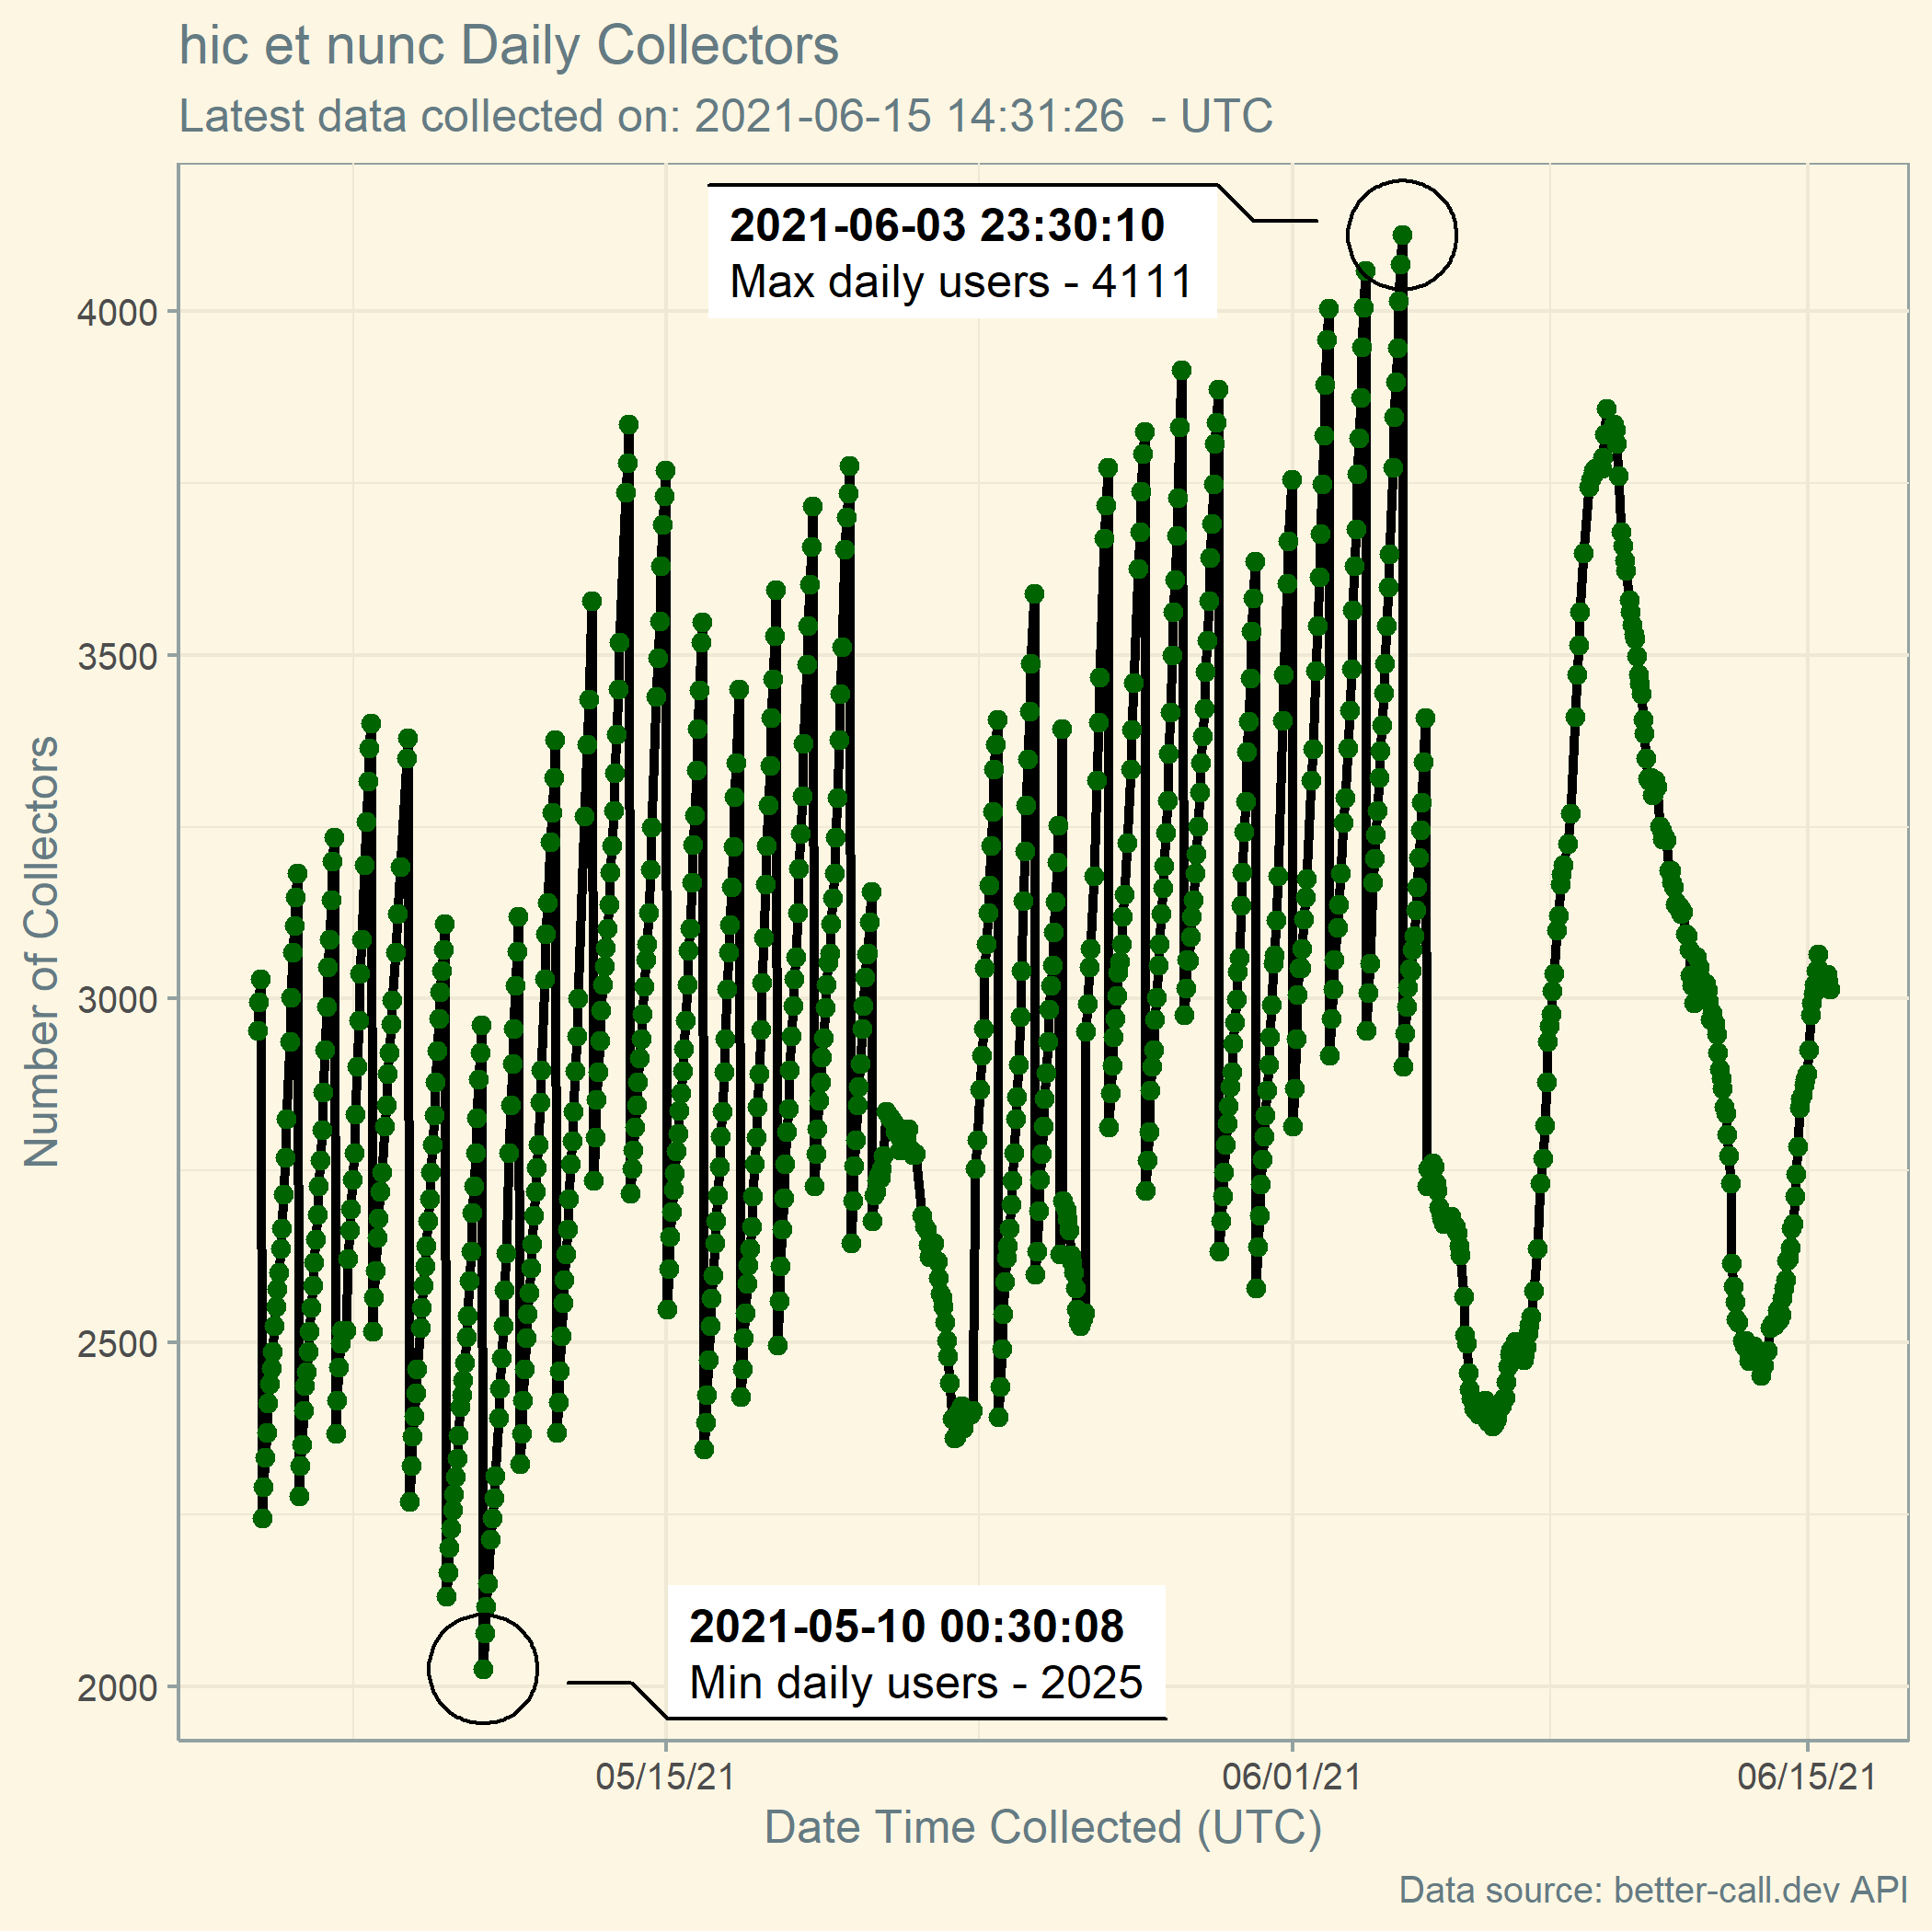 hic et nunc Daily Collectors
Latest data collected on: 2021-06-15 14:31:26  - UTC
2021-06-03 23:30:10
Max daily users - 4111
4000
3500
3000
2500
2000
Number of Collectors
2021-05-10 00:30:08
Min daily users - 2025
05/15/21
06/01/21
06/15/21
Date Time Collected (UTC)
Data source: better-call.dev API